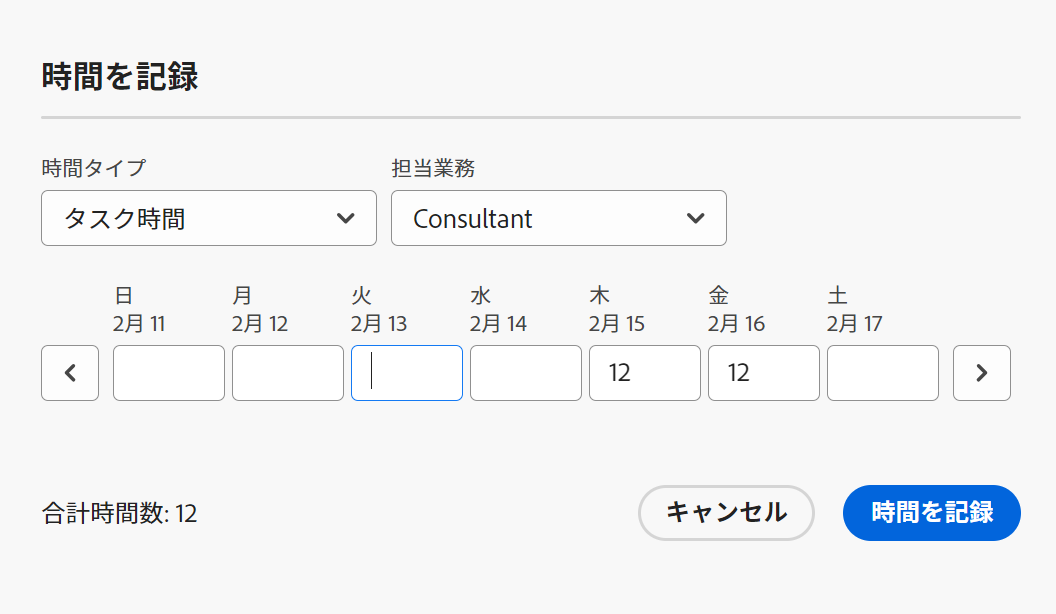 時間を記録
時間タイプ 担当業務
タスク時間 Consultant
日 月 火 水 木 金 土
2月 11 2月 12 2月 13 2月 14 2月 15 2月 16 2月 17
12 12
合計時間数: 12 キャンセル 時間を記録